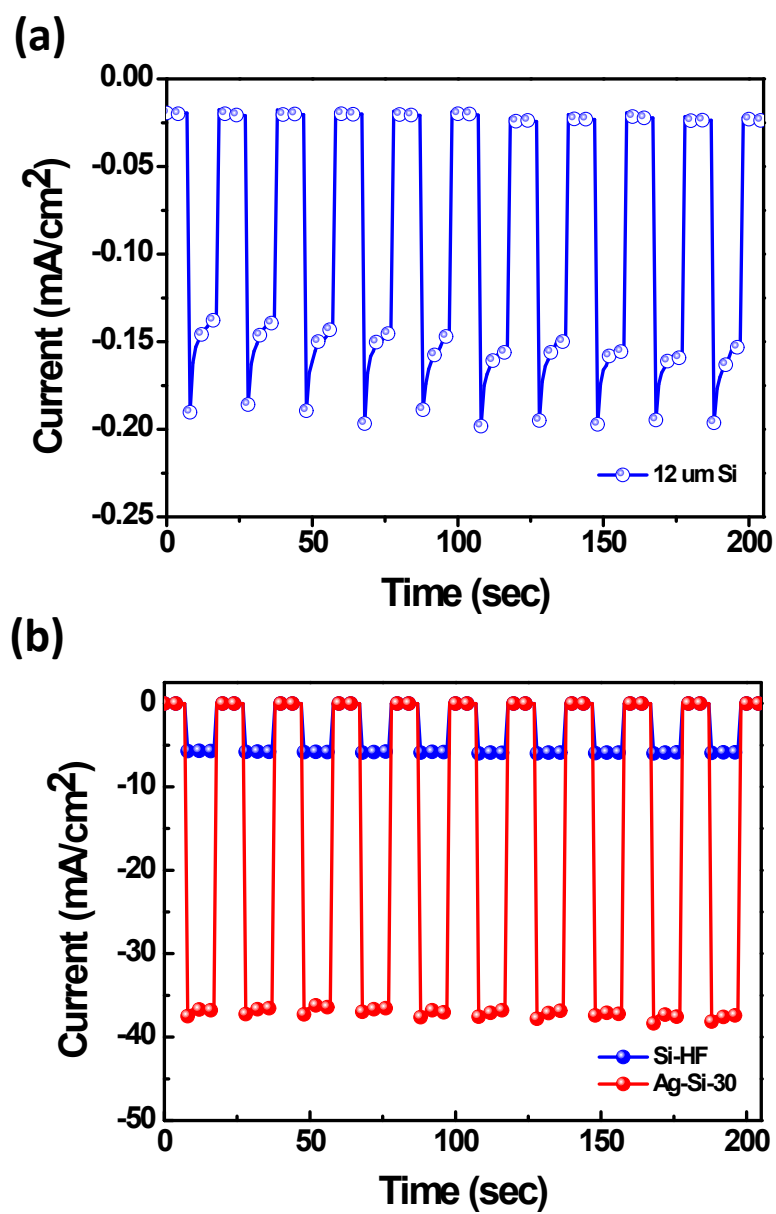 (a)
0.00
-0.05
-0.10
-0.15
-0.20
-0.25
Current (mA/cm²)
12 um Si
0 50 100 150 200
Time (sec)
(b)
0
-10
-20
-30
-40
-50
Current (mA/cm²)
Si-HF
Ag-Si-30
0 50 100 150 200
Time (sec)